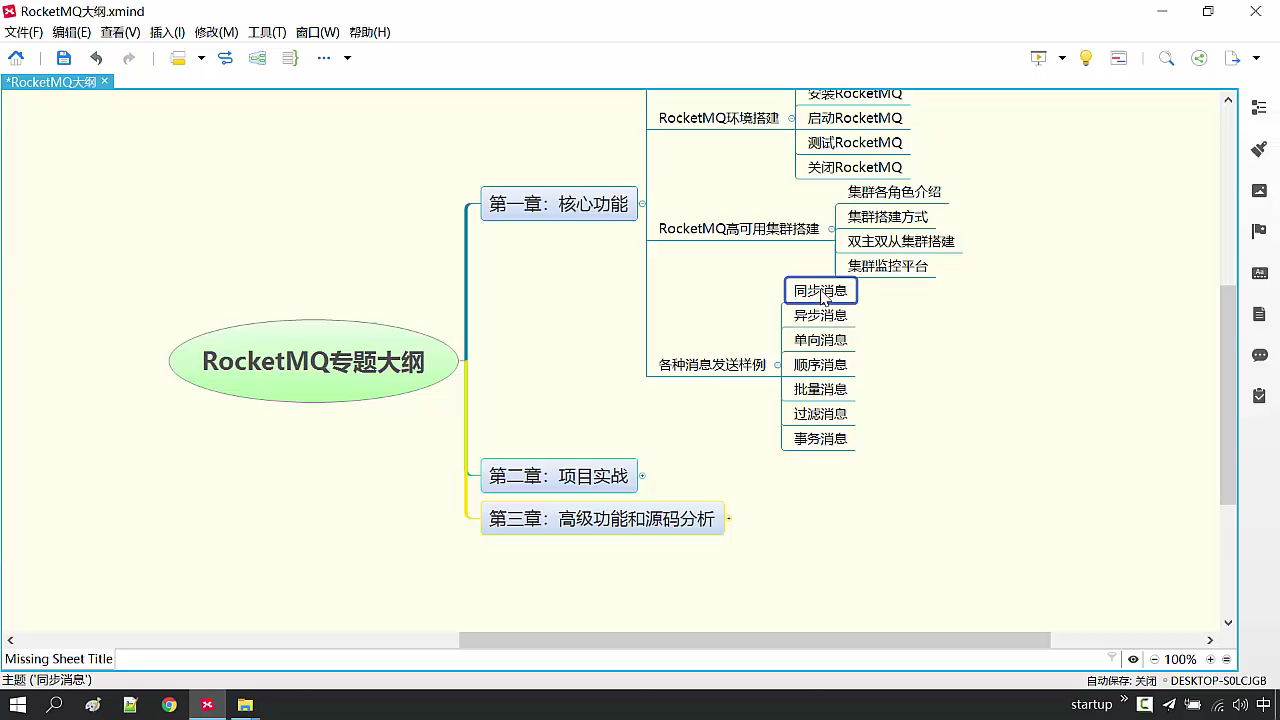 RocketMQ大纲.xmind
文件(F) 编辑(E) 查看(V) 插入(I) 修改(M) 工具(T) 窗口(W) 帮助(H)
*RocketMQ大纲
安装RocketMQ
RocketMQ环境搭建
启动RocketMQ
测试RocketMQ
关闭RocketMQ
第一章：核心功能
集群各角色介绍
集群搭建方式
RocketMQ高可用集群搭建
双主双从集群搭建
集群监控平台
同步消息
异步消息
单向消息
各种消息发送样例
顺序消息
批量消息
过滤消息
事务消息
RocketMQ专题大纲
第二章：项目实战
第三章：高级功能和源码分析
Missing Sheet Title
100%
主题 ('同步消息')
自动保存: 关闭
DESKTOP-S0LCJGB
startup
中